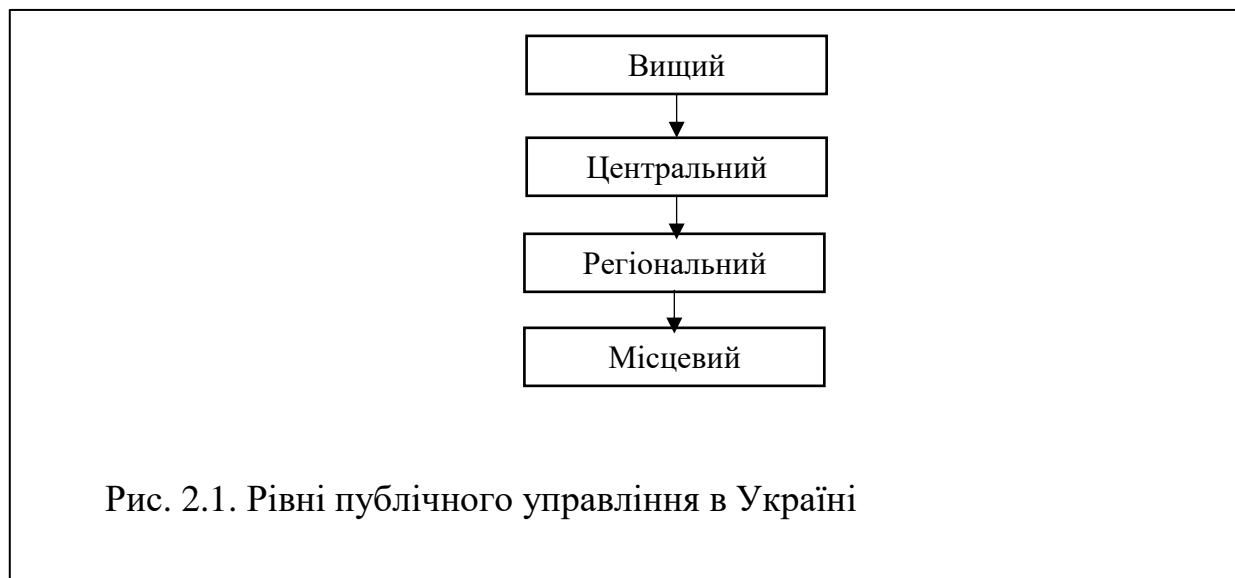 Вищий
Центральний
Регіональний
Місцевий
Рис. 2.1. Рівні публічного управління в Україні